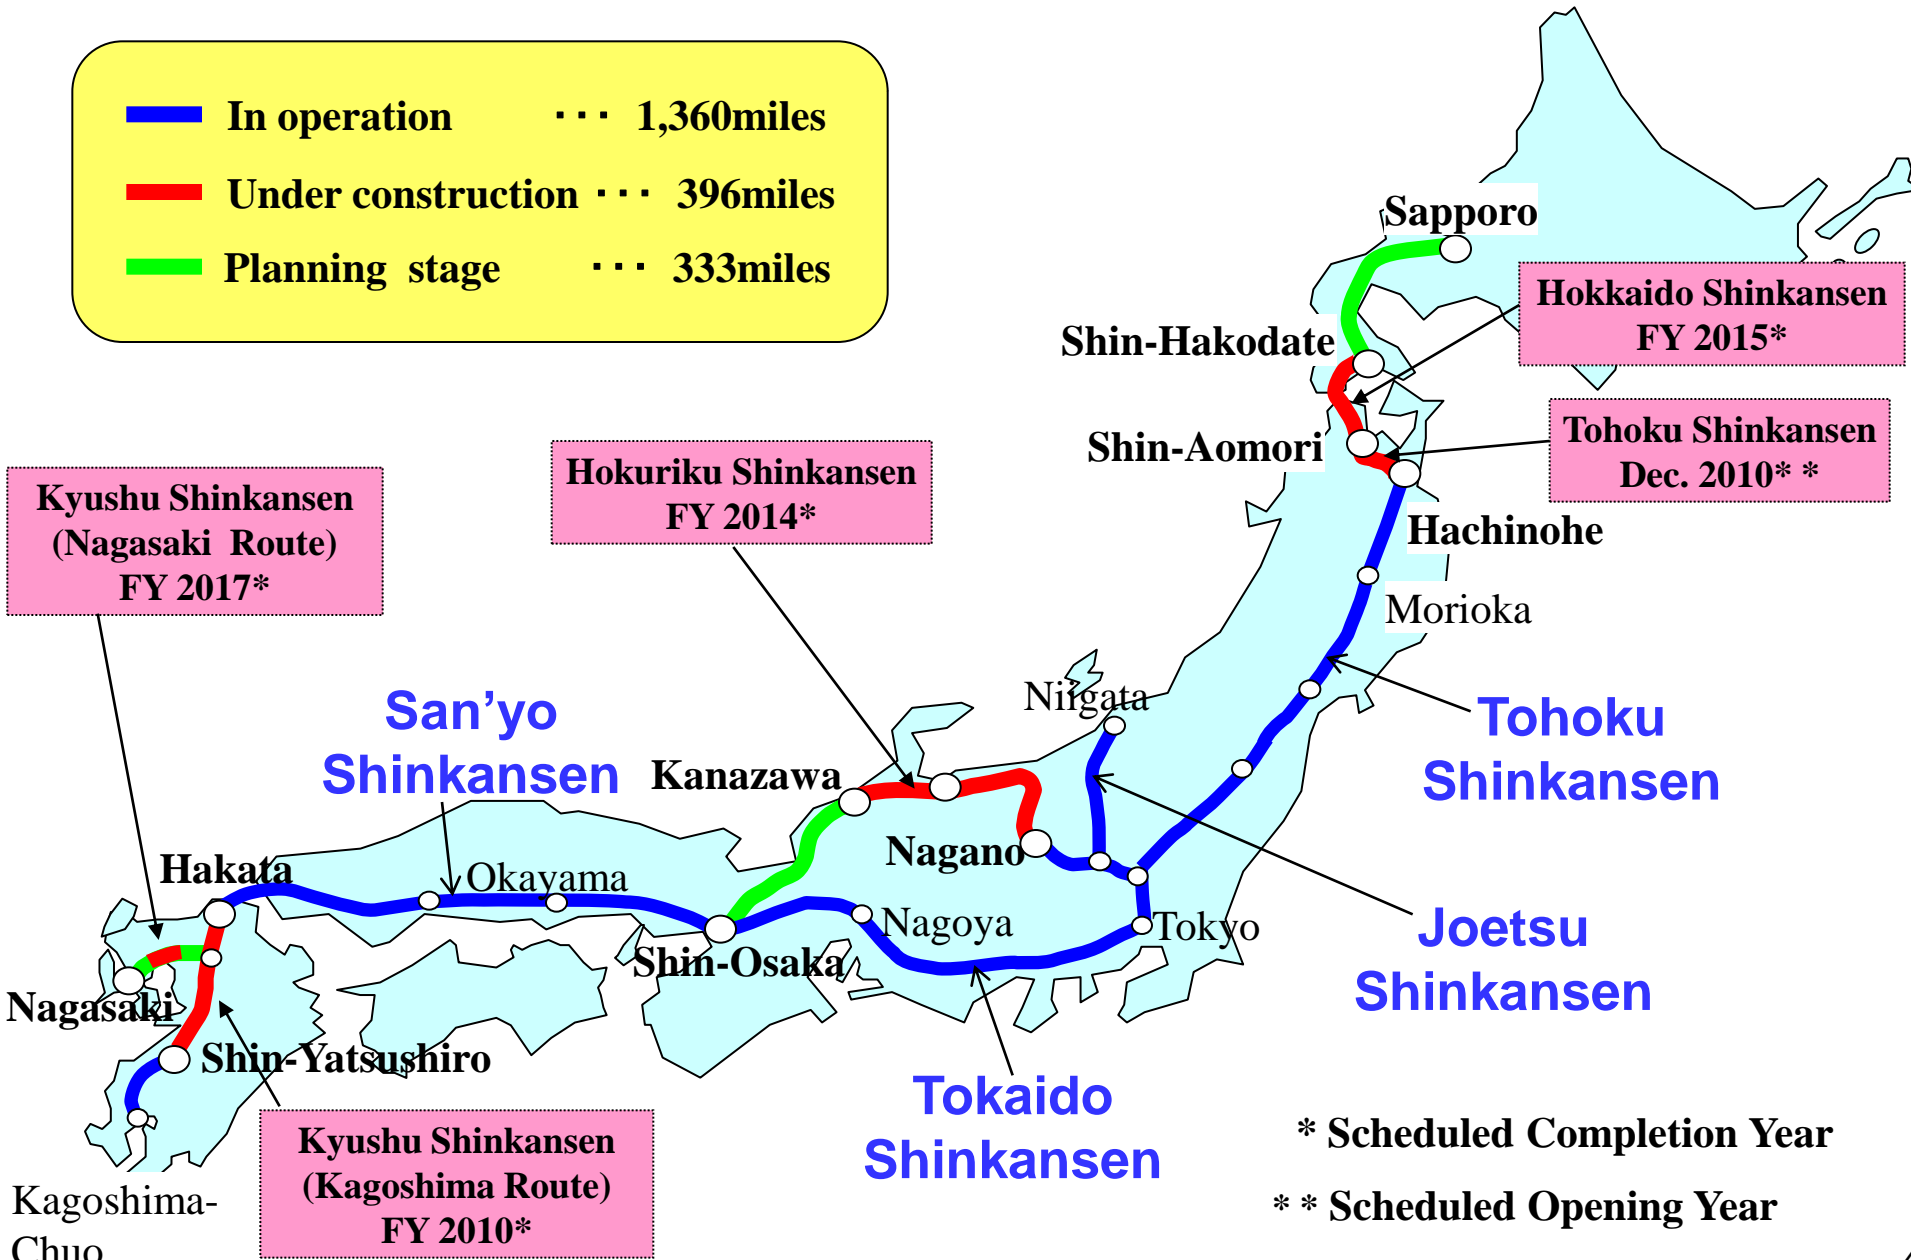 In operation ・・・ 1,360miles
Under construction ・・・ 396miles
Planning stage ・・・ 333miles
Sapporo
Hokkaido Shinkansen
FY 2015*
Shin-Hakodate
Tohoku Shinkansen
Dec. 2010* *
Shin-Aomori
Hokuriku Shinkansen
FY 2014*
Kyushu Shinkansen
(Nagasaki Route)
FY 2017*
Hachinohe
Morioka
Niigata
San’yo
Shinkansen
Tohoku
Shinkansen
Kanazawa
Nagano
Hakata
Okayama
Nagoya
Tokyo
Joetsu
Shinkansen
Shin-Osaka
Nagasaki
Shin-Yatsushiro
Tokaido
Shinkansen
Kyushu Shinkansen
(Kagoshima Route)
FY 2010*
Kagoshima-
Chuo
* Scheduled Completion Year
* * Scheduled Opening Year